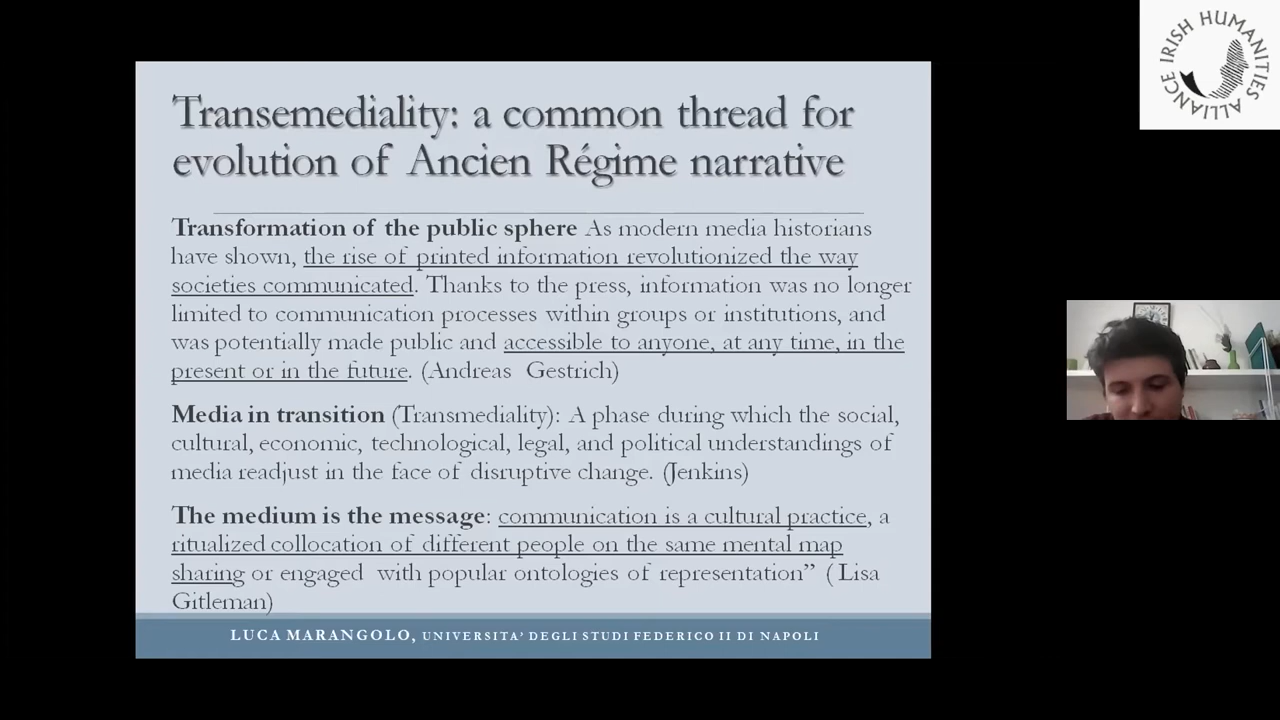 Transemediality: a common thread for
evolution of Ancien Régime narrative
Transformation of the public sphere As modern media historians
have shown, the rise of printed information revolutionized the way
societies communicated. Thanks to the press, information was no longer
limited to communication processes within groups or institutions, and
was potentially made public and accessible to anyone, at any time, in the
present or in the future. (Andreas Gestrich)
Media in transition (Transmediality): A phase during which the social,
cultural, economic, technological, legal, and political understandings of
media readjust in the face of disruptive change. (Jenkins)
The medium is the message: communication is a cultural practice, a
ritualized collocation of different people on the same mental map
sharing or engaged with popular ontologies of representation” ( Lisa
Gitleman)
LUCA MARANGOLO, UNIVERSITA’ DEGLI STUDI FEDERICO II DI NAPOLI
IRISH HUMANITIES ALLIANCE